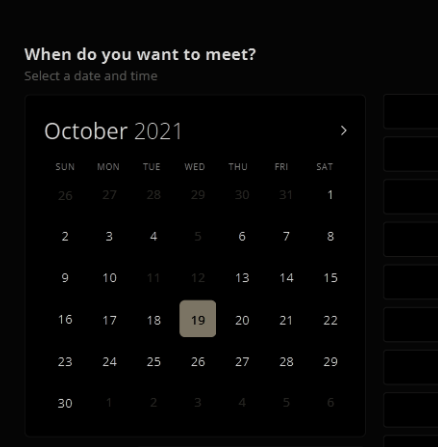 When do you want to meet?
Select a date and time
October 2021
SUN MON TUE WED THU FRI SAT
26 27 28 29 30 31 1
2 3 4 5 6 7 8
9 10 11 12 13 14 15
16 17 18 19 20 21 22
23 24 25 26 27 28 29
30 1 2 3 4 5 6